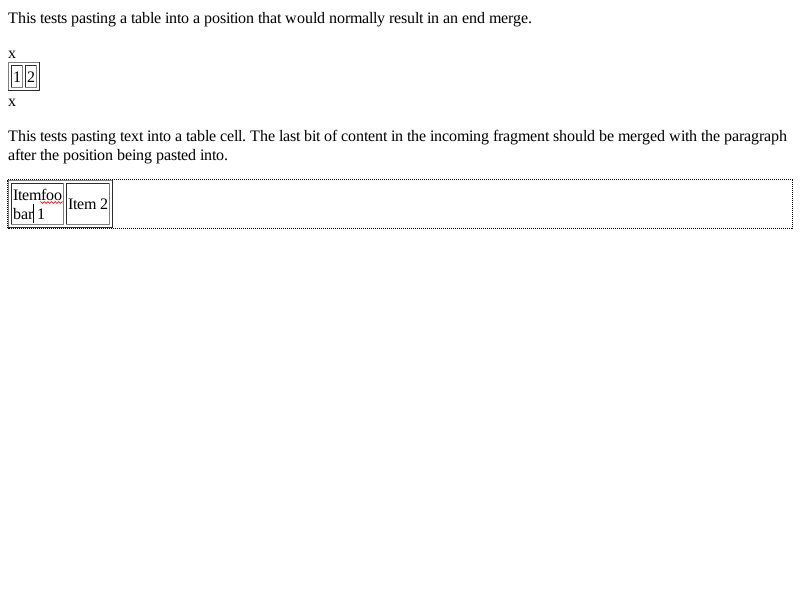 This tests pasting a table into a position that would normally result in an end merge.
x
1 2
x
This tests pasting text into a table cell. The last bit of content in the incoming fragment should be merged with the paragraph
after the position being pasted into.
Itemfoo
bar 1
Item 2